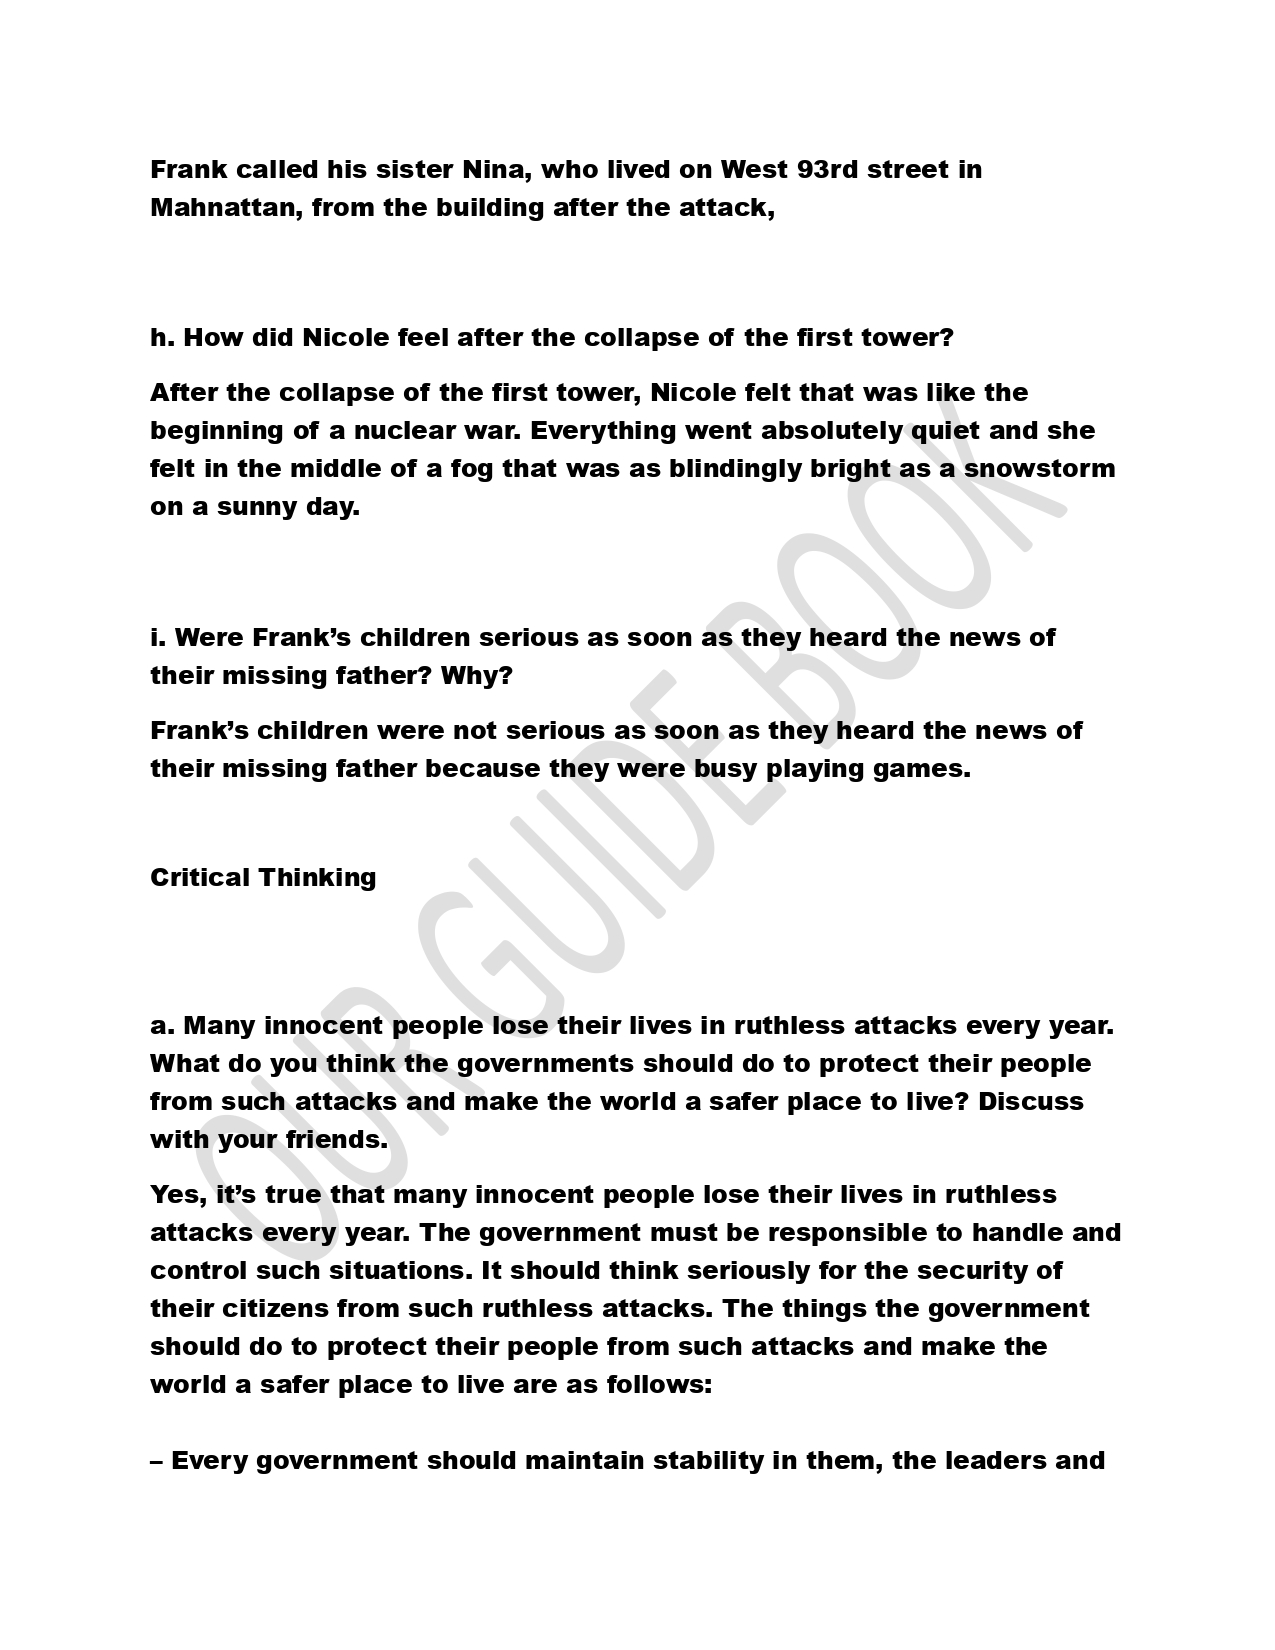 Frank called his sister Nina, who lived on West 93rd street in
Mahnattan, from the building after the attack,
h. How did Nicole feel after the collapse of the first tower?
After the collapse of the first tower, Nicole felt that was like the
beginning of a nuclear war. Everything went absolutely quiet and she
felt in the middle of a fog that was as blindingly bright as a snowstorm
on a sunny day.
i. Were Frank’s children serious as soon as they heard the news of
their missing father? Why?
Frank’s children were not serious as soon as they heard the news of
their missing father because they were busy playing games.
Critical Thinking
a. Many innocent people lose their lives in ruthless attacks every year.
What do you think the governments should do to protect their people
from such attacks and make the world a safer place to live? Discuss
with your friends.
Yes, it’s true that many innocent people lose their lives in ruthless
attacks every year. The government must be responsible to handle and
control such situations. It should think seriously for the security of
their citizens from such ruthless attacks. The things the government
should do to protect their people from such attacks and make the
world a safer place to live are as follows:
– Every government should maintain stability in them, the leaders and
OUR GUIDE BOOK